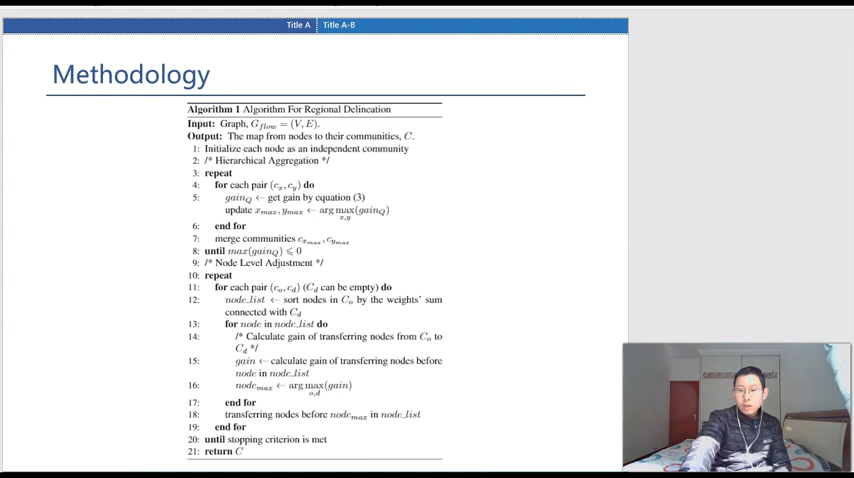 Title A Title A-B
Methodology
Algorithm 1 Algorithm For Regional Delineation
Input: Graph, G_flow = (V, E).
Output: The map from nodes to their communities, C.
1: Initialize each node as an independent community
2: /* Hierarchical Aggregation */
3: repeat
4: for each pair (c_x, c_y) do
5: gain_Q ← get gain by equation (3)
update x_max, y_max ← arg max(gain_Q)
x,y
6: end for
7: merge communities c_x_max, c_y_max
8: until max(gain_Q) ⩽ 0
9: /* Node Level Adjustment */
10: repeat
11: for each pair (c_o, c_d) (C_d can be empty) do
12: node_list ← sort nodes in C_o by the weights' sum
connected with C_d
13: for node in node_list do
14: /* Calculate gain of transferring nodes from C_o to
C_d */
15: gain ← calculate gain of transferring nodes before
node in node_list
16: node_max ← arg max(gain)
o,d
17: end for
18: transferring nodes before node_max in node_list
19: end for
20: until stopping criterion is met
21: return C